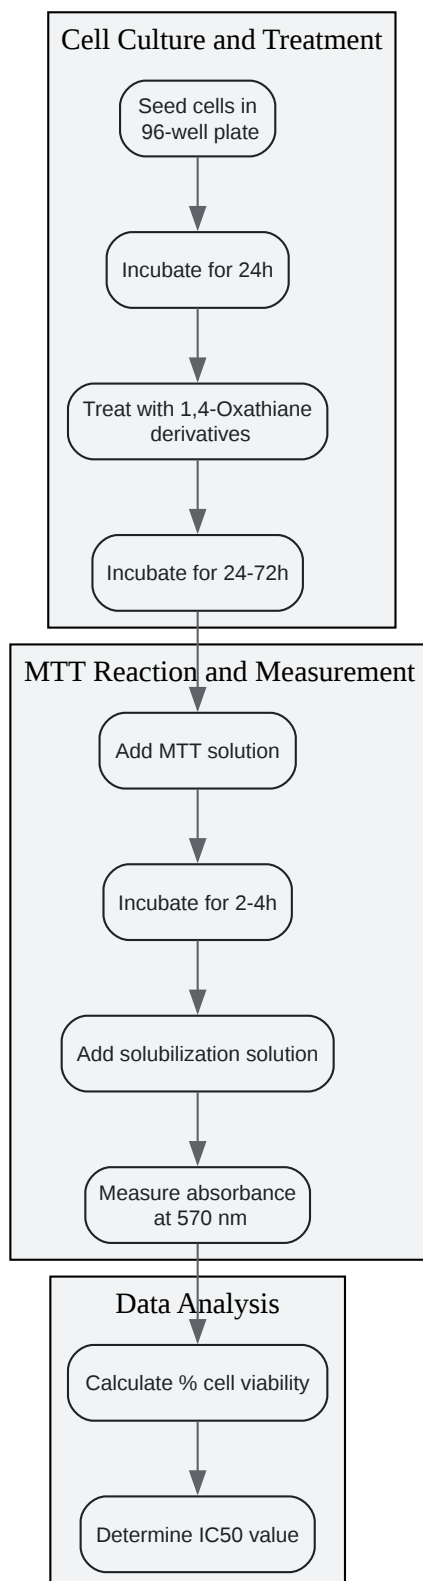 Cell Culture and Treatment
Seed cells in
96-well plate
Incubate for 24h
Treat with 1,4-Oxathiane
derivatives
Incubate for 24-72h
MTT Reaction and Measurement
Add MTT solution
Incubate for 2-4h
Add solubilization solution
Measure absorbance
at 570 nm
Data Analysis
Calculate % cell viability
Determine IC50 value